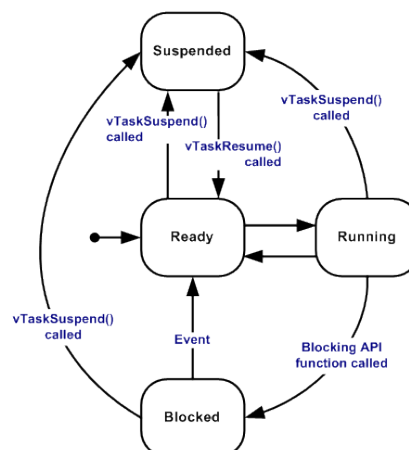 Suspended
vTaskSuspend()
called
vTaskSuspend()
called
vTaskResume()
called
Ready
Running
vTaskSuspend()
called
Event
Blocking API
function called
Blocked